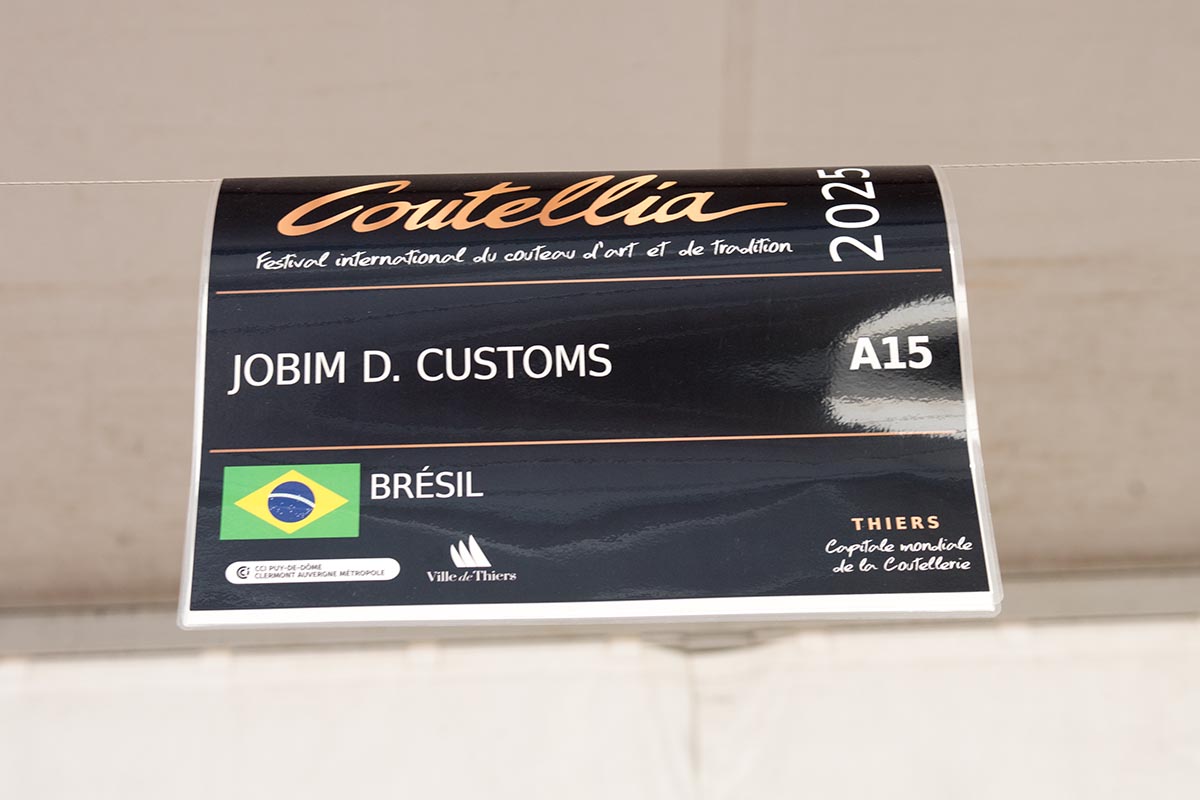 Coutellia
2025
Festival international du couteau d'art et de tradition
JOBIM D. CUSTOMS
A15
BRÉSIL
CCI PUY-DE-DÔME
CLERMONT AUVERGNE MÉTROPOLE
Ville de Thiers
THIERS
Capitale mondiale
de la Coutellerie